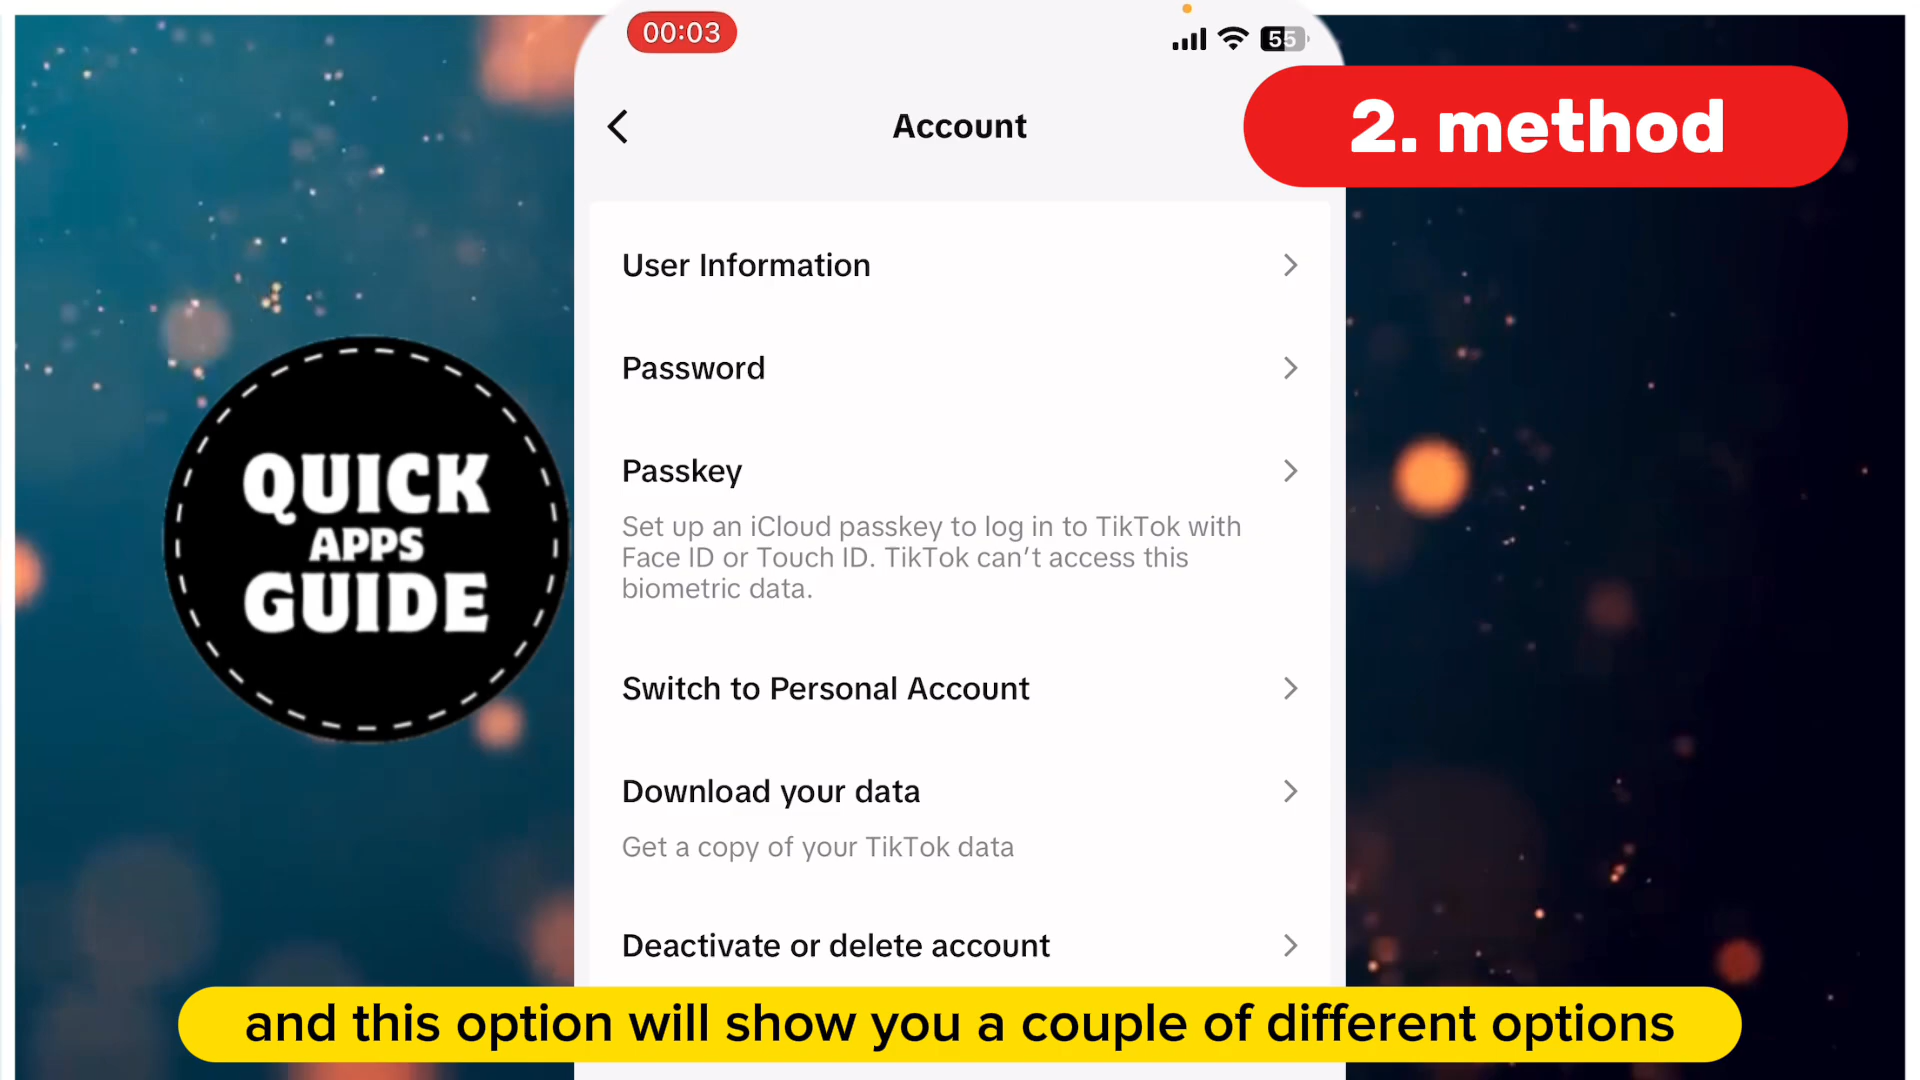 00:03
55
Account
2. method
User Information
Password
Passkey
Set up an iCloud passkey to log in to TikTok with
Face ID or Touch ID. TikTok can’t access this
biometric data.
Switch to Personal Account
Download your data
Get a copy of your TikTok data
Deactivate or delete account
QUICK
APPS
GUIDE
and this option will show you a couple of different options